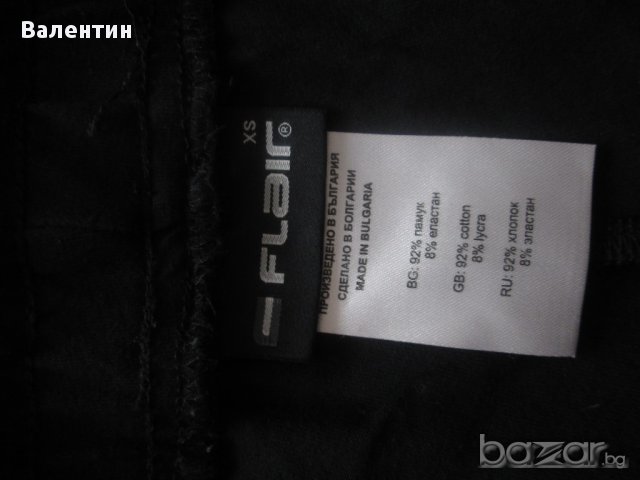 Валентин
XS
FLAIR®
ПРОИЗВЕДЕНО В БЪЛГАРИЯ
СДЕЛАНО В БОЛГАРИИ
MADE IN BULGARIA
BG: 92% памук
8% еластан
GB: 92% cotton
8% lycra
RU: 92% хлопок
8% эластан
bazar.bg